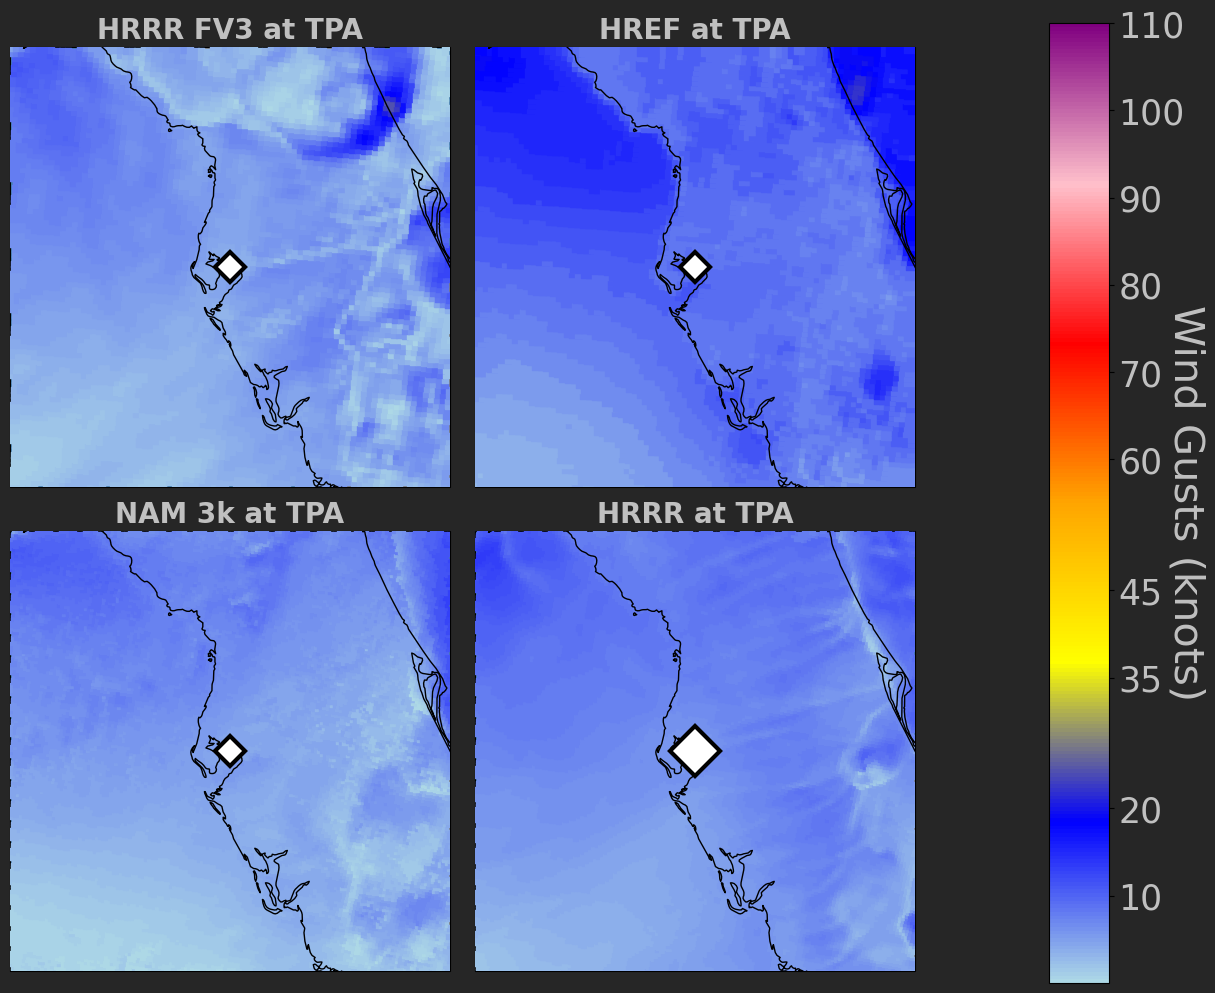 HRRR FV3 at TPA
HREF at TPA
NAM 3k at TPA
HRRR at TPA
110
100
90
80
70
60
45
35
20
10
Wind Gusts (knots)